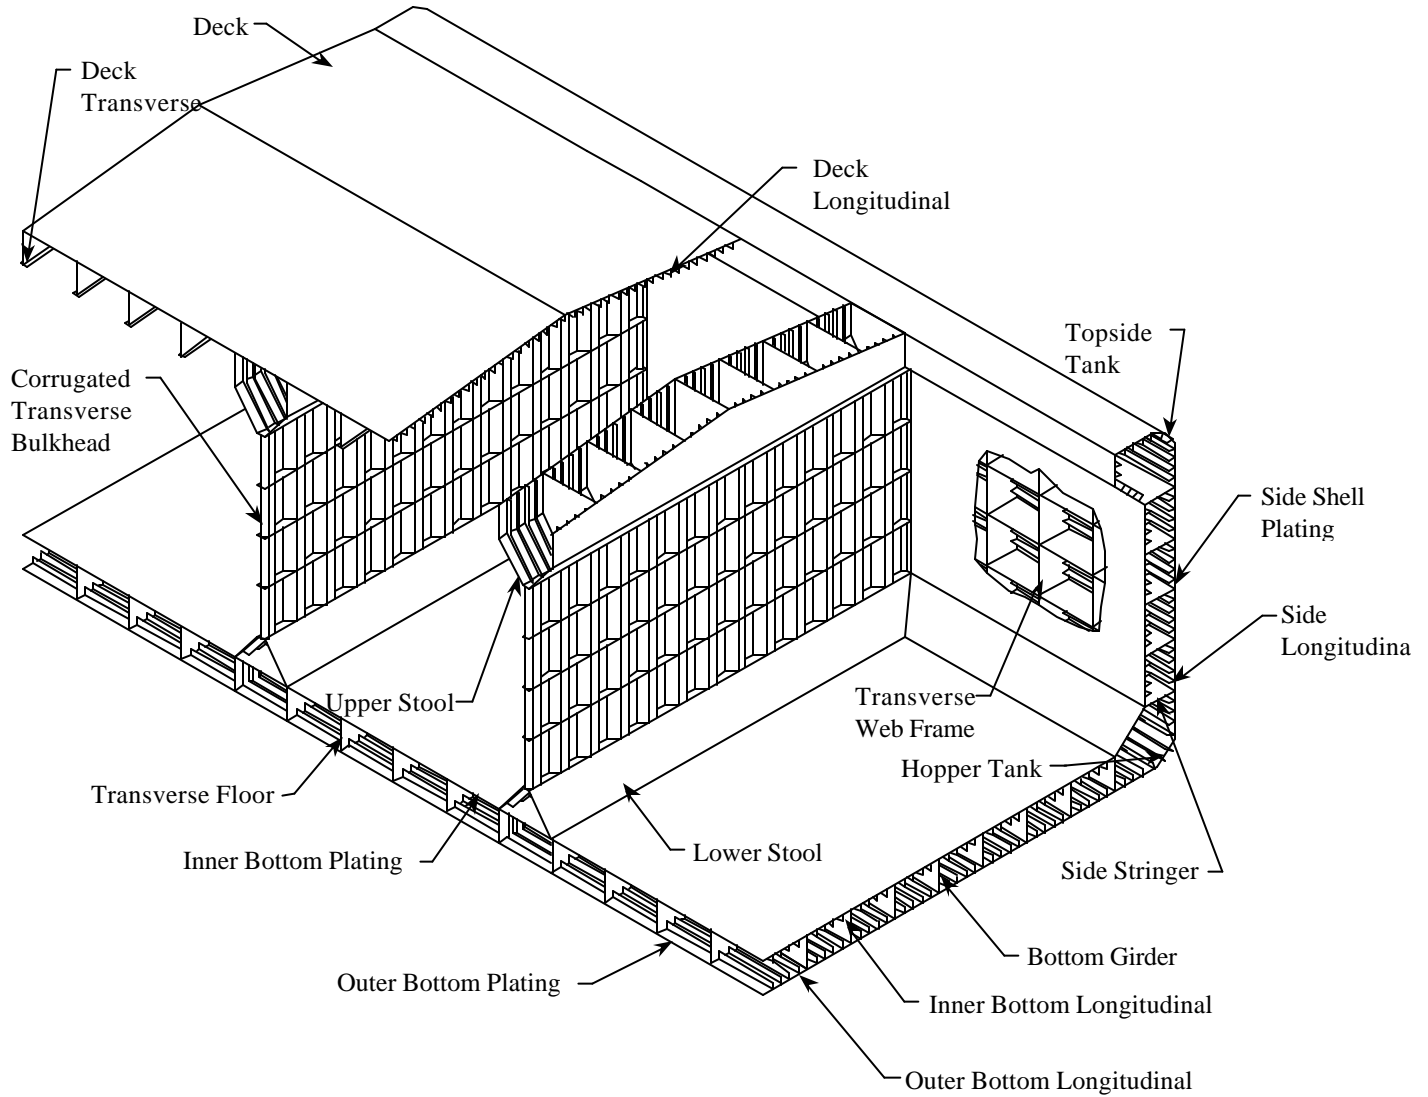 Deck
Deck
Transverse
Deck
Longitudinal
Topside
Tank
Corrugated
Transverse
Bulkhead
Side Shell
Plating
Side
Longitudina
Upper Stool
Transverse
Web Frame
Hopper Tank
Transverse Floor
Inner Bottom Plating
Lower Stool
Side Stringer
Bottom Girder
Outer Bottom Plating
Inner Bottom Longitudinal
Outer Bottom Longitudinal